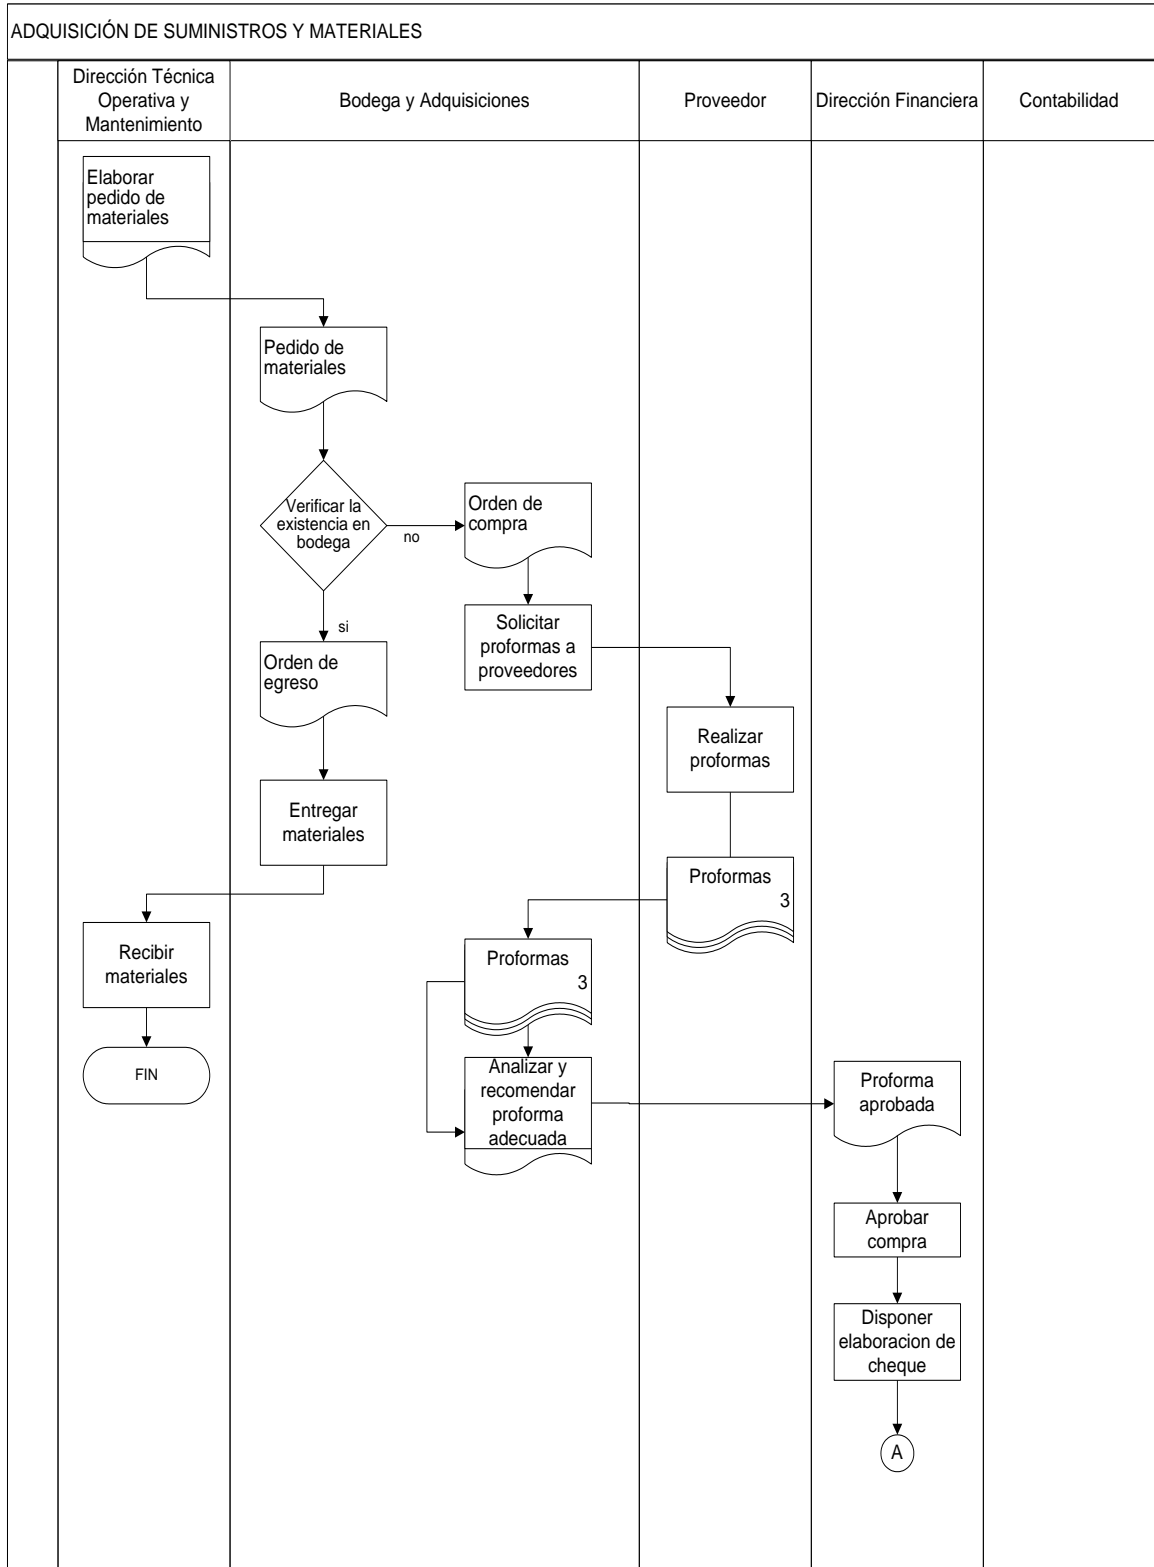 ADQUISICIÓN DE SUMINISTROS Y MATERIALES
Dirección Técnica
Operativa y
Mantenimiento
Bodega y Adquisiciones
Proveedor
Dirección Financiera
Contabilidad
Elaborar
pedido de
materiales
Pedido de
materiales
Verificar la
existencia en
bodega
no
Orden de
compra
si
Solicitar
proformas a
proveedores
Orden de
egreso
Realizar
proformas
Entregar
materiales
Proformas
3
Recibir
materiales
Proformas
3
FIN
Analizar y
recomendar
proforma
adecuada
Proforma
aprobada
Aprobar
compra
Disponer
elaboracion de
cheque
A